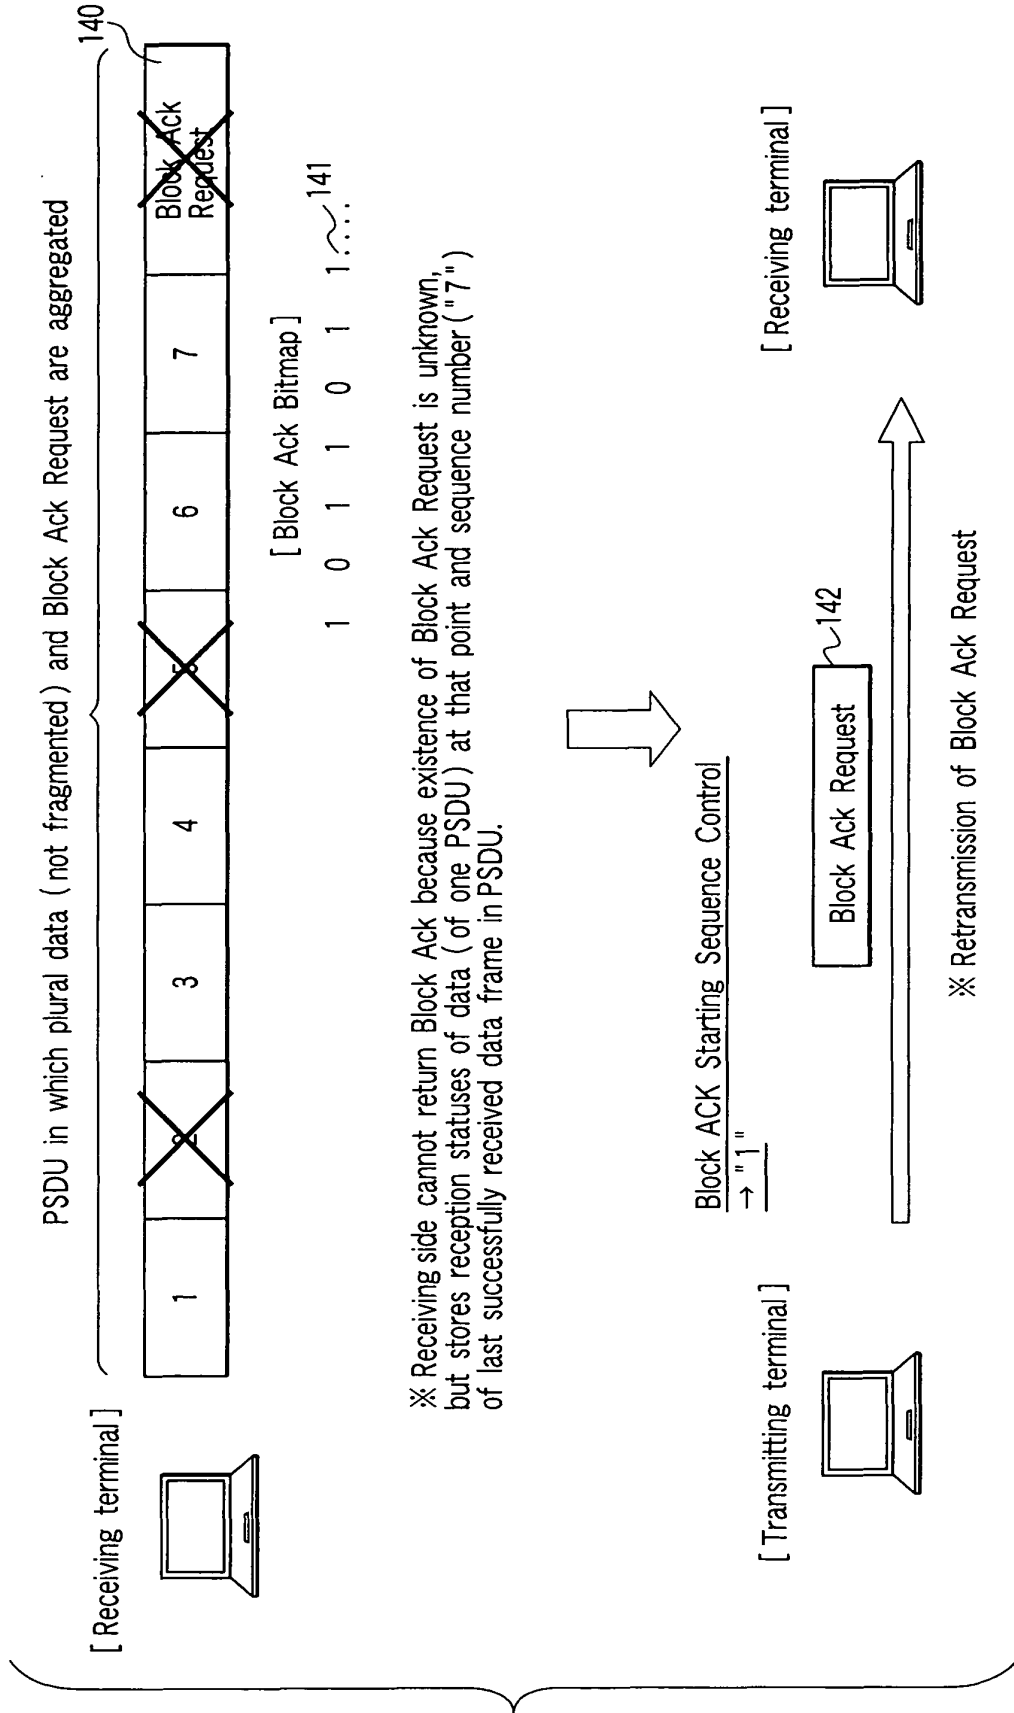 PSDU in which plural data (not fragmented) and Block Ack Request are aggregated
140
[Receiving terminal]
1 2 3 4 5 6 7 Block Ack
Request
[Block Ack Bitmap]
1 0 1 1 0 1 1.... 141
※ Receiving side cannot return Block Ack because existence of Block Ack Request is unknown,
but stores reception statuses of data (of one PSDU) at that point and sequence number ("7")
of last successfully received data frame in PSDU.
Block ACK Starting Sequence Control
→ "1"
[Transmitting terminal]
[Receiving terminal]
Block Ack Request
142
※ Retransmission of Block Ack Request